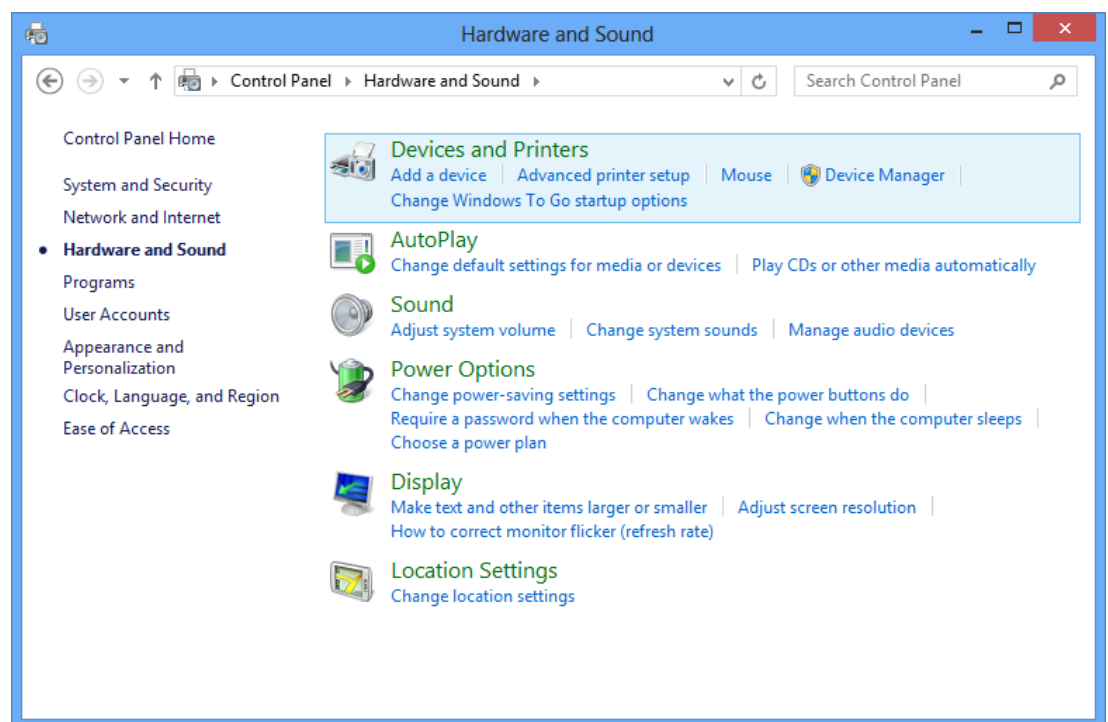 Hardware and Sound
Control Panel Hardware and Sound
Search Control Panel
Control Panel Home
System and Security
Network and Internet
Hardware and Sound
Programs
User Accounts
Appearance and
Personalization
Clock, Language, and Region
Ease of Access
Devices and Printers
Add a device Advanced printer setup Mouse Device Manager
Change Windows To Go startup options
AutoPlay
Change default settings for media or devices Play CDs or other media automatically
Sound
Adjust system volume Change system sounds Manage audio devices
Power Options
Change power-saving settings Change what the power buttons do
Require a password when the computer wakes Change when the computer sleeps
Choose a power plan
Display
Make text and other items larger or smaller Adjust screen resolution
How to correct monitor flicker (refresh rate)
Location Settings
Change location settings